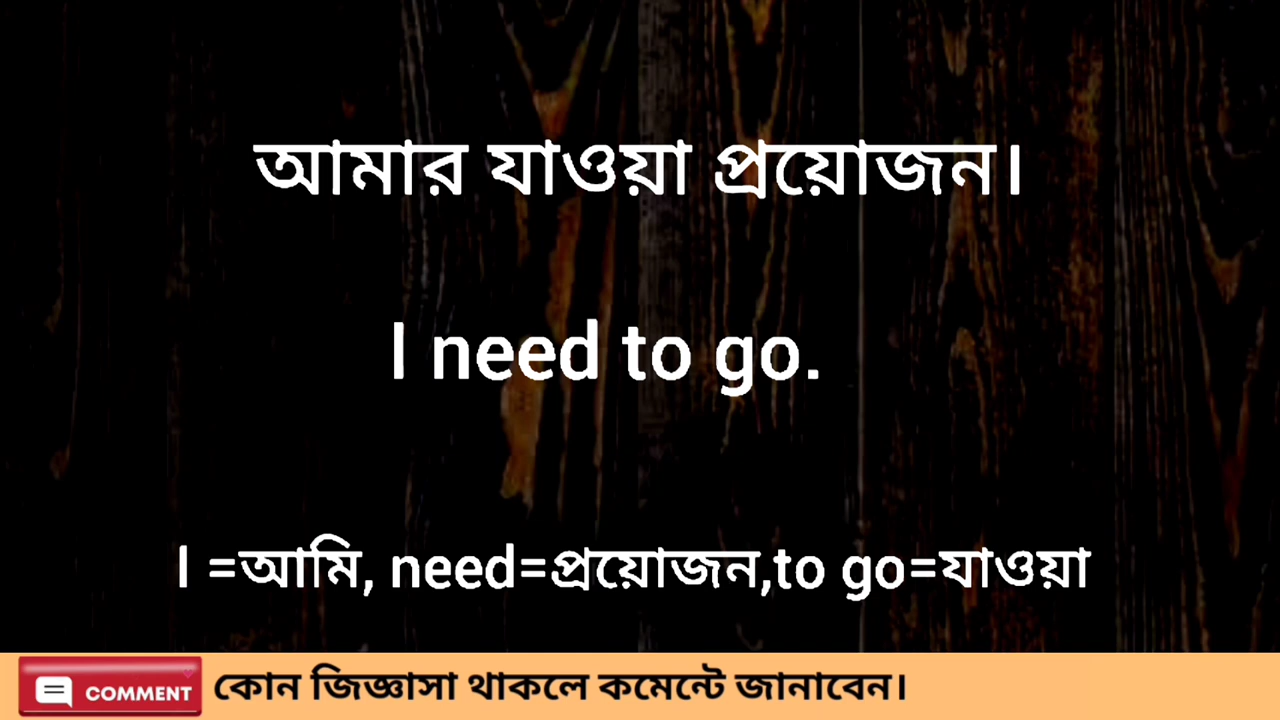 আমার যাওয়া প্রয়োজন।
I need to go.
I =আমি, need=প্রয়োজন,to go=যাওয়া
COMMENT কোন জিজ্ঞাসা থাকলে কমেন্টে জানাবেন।